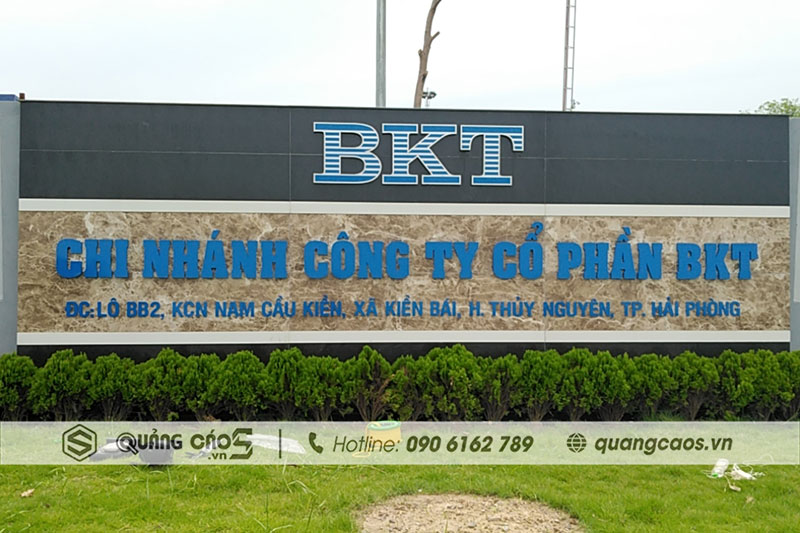 BKT
CHI NHÁNH CÔNG TY CỔ PHẦN BKT
ĐC: LÔ BB2, KCN NAM CẦU KIỀN, XÃ KIỀN BÁI, H. THỦY NGUYÊN, TP. HẢI PHÒNG
QUẢNG CÁO S .vn | Hotline: 090 6162 789 | quangcaos.vn